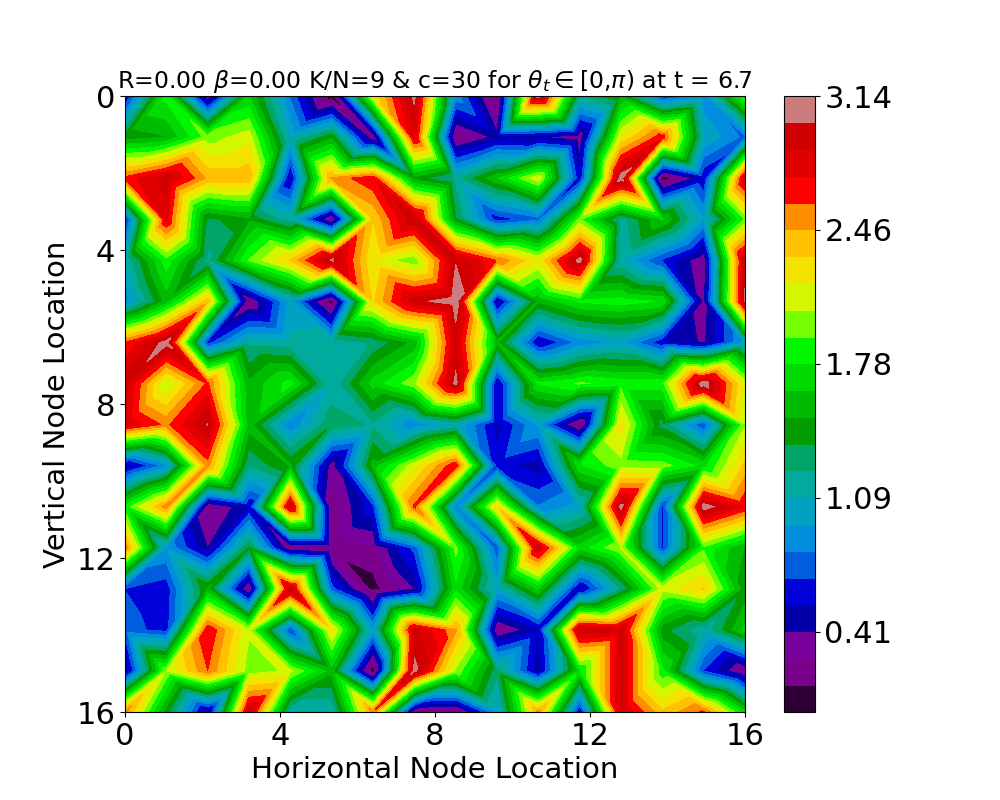 R=0.00 β=0.00 K/N=9 & c=30 for θₜ∈[0,π) at t = 6.7
0
4
8
12
16
0 4 8 12 16
Vertical Node Location
Horizontal Node Location
3.14
2.46
1.78
1.09
0.41